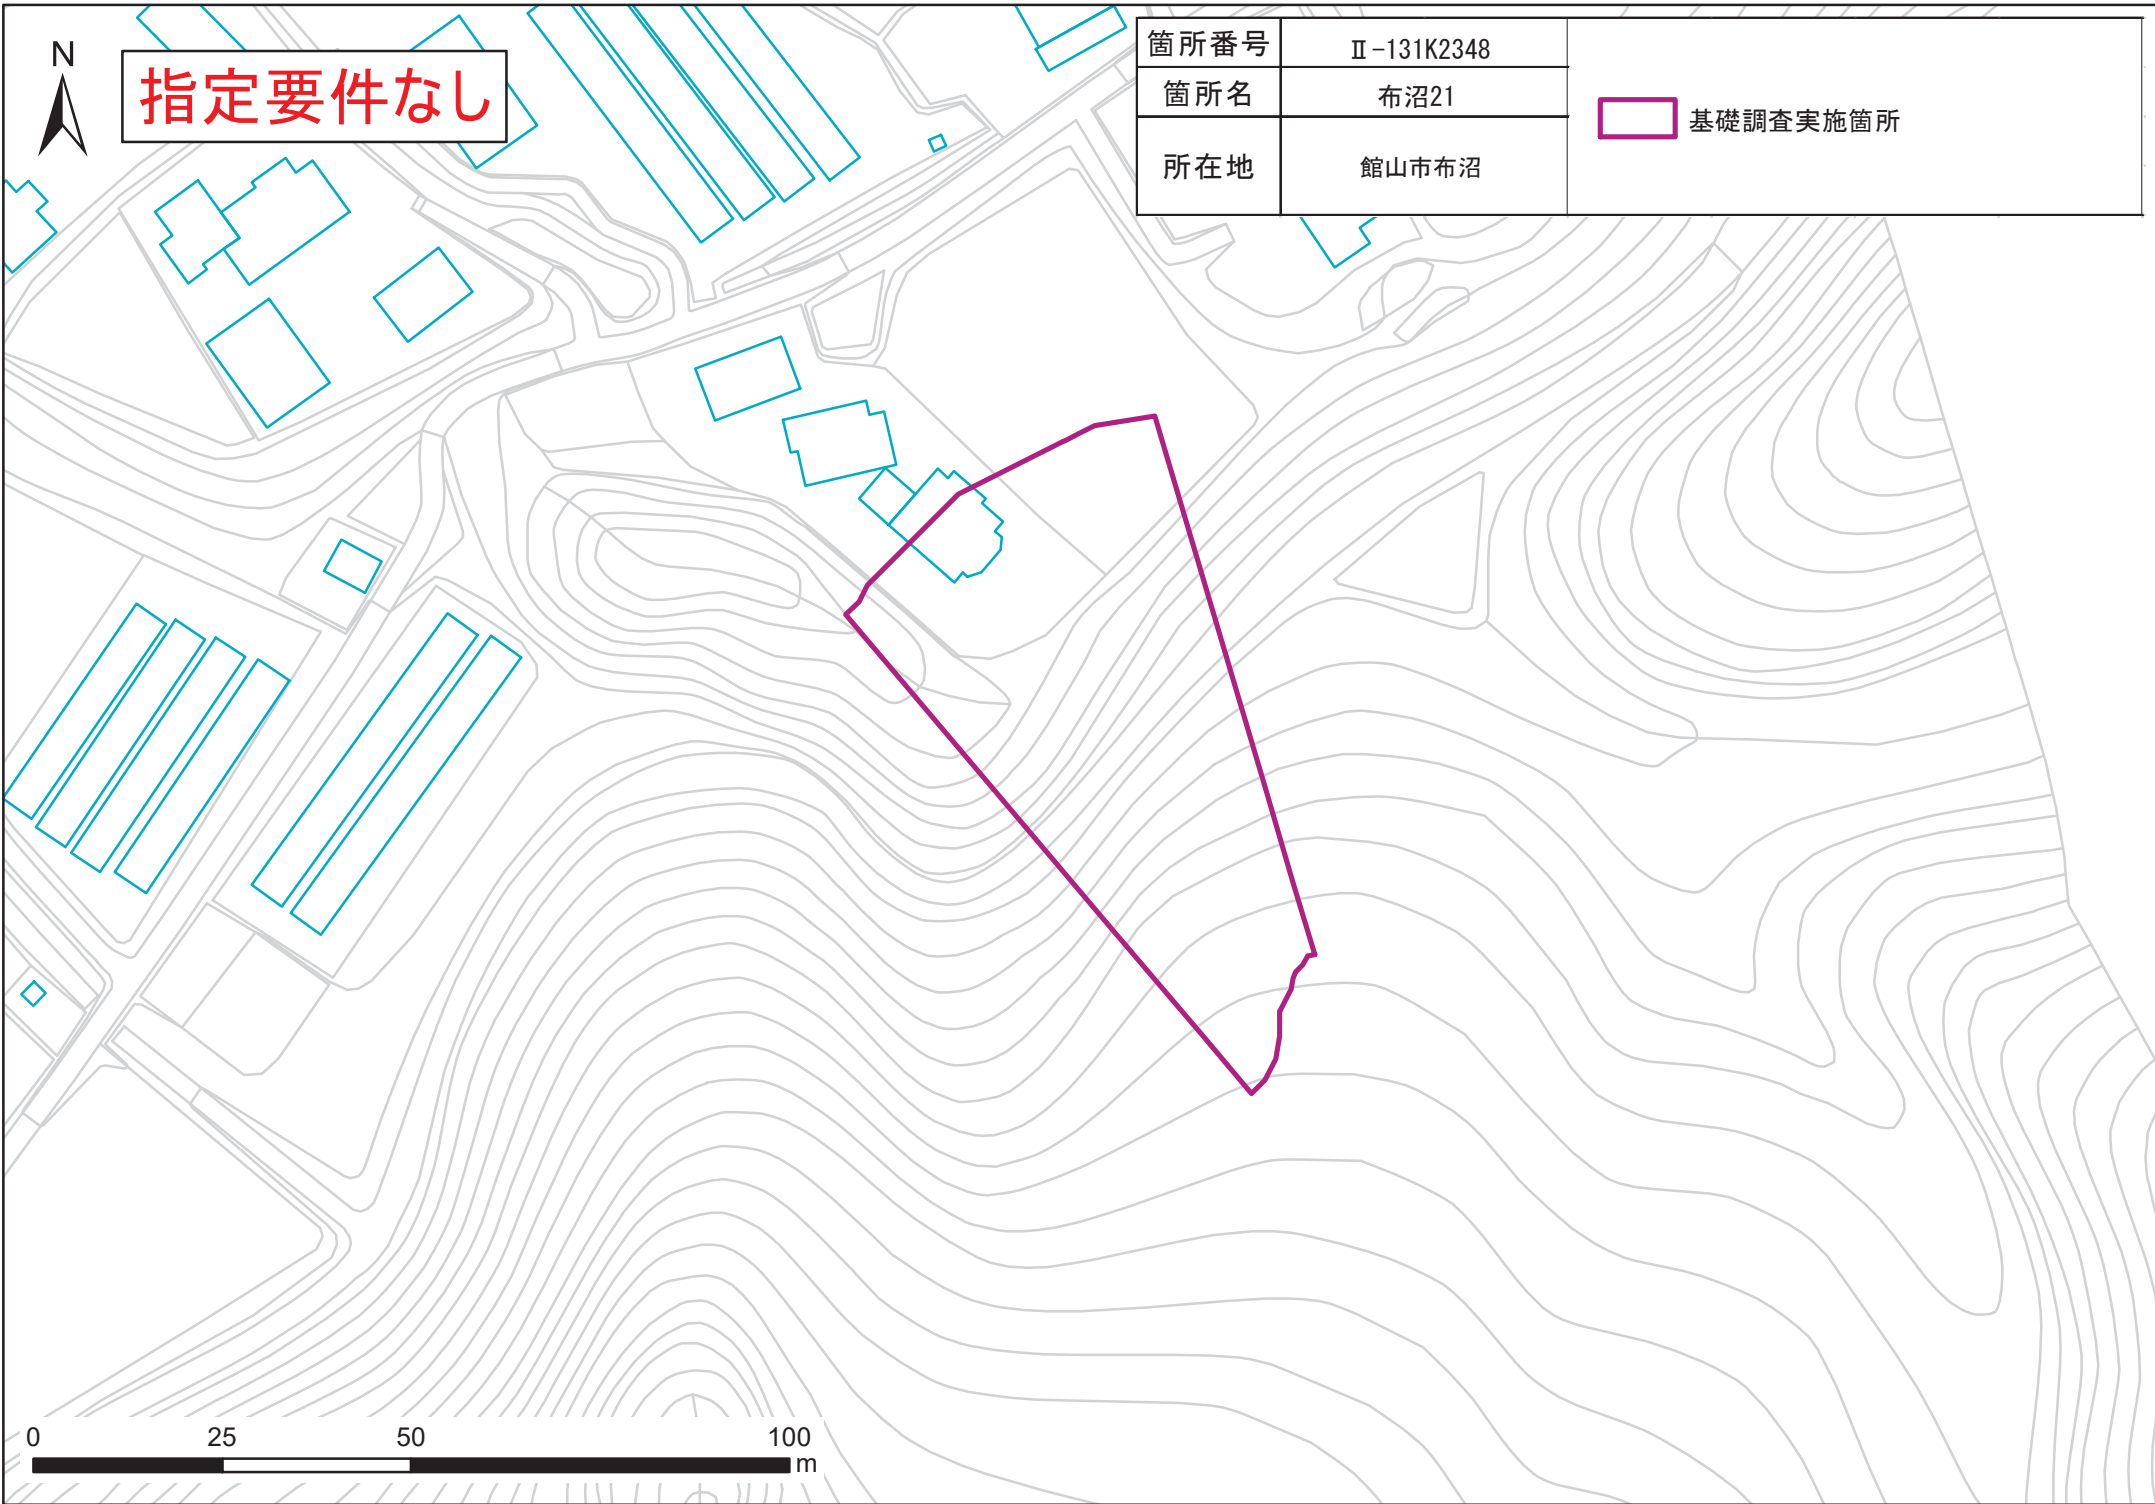 N
指定要件なし
箇所番号 Ⅱ-131K2348
箇所名 布沼21
所在地 館山市布沼
基礎調査実施箇所
0 25 50 100
m